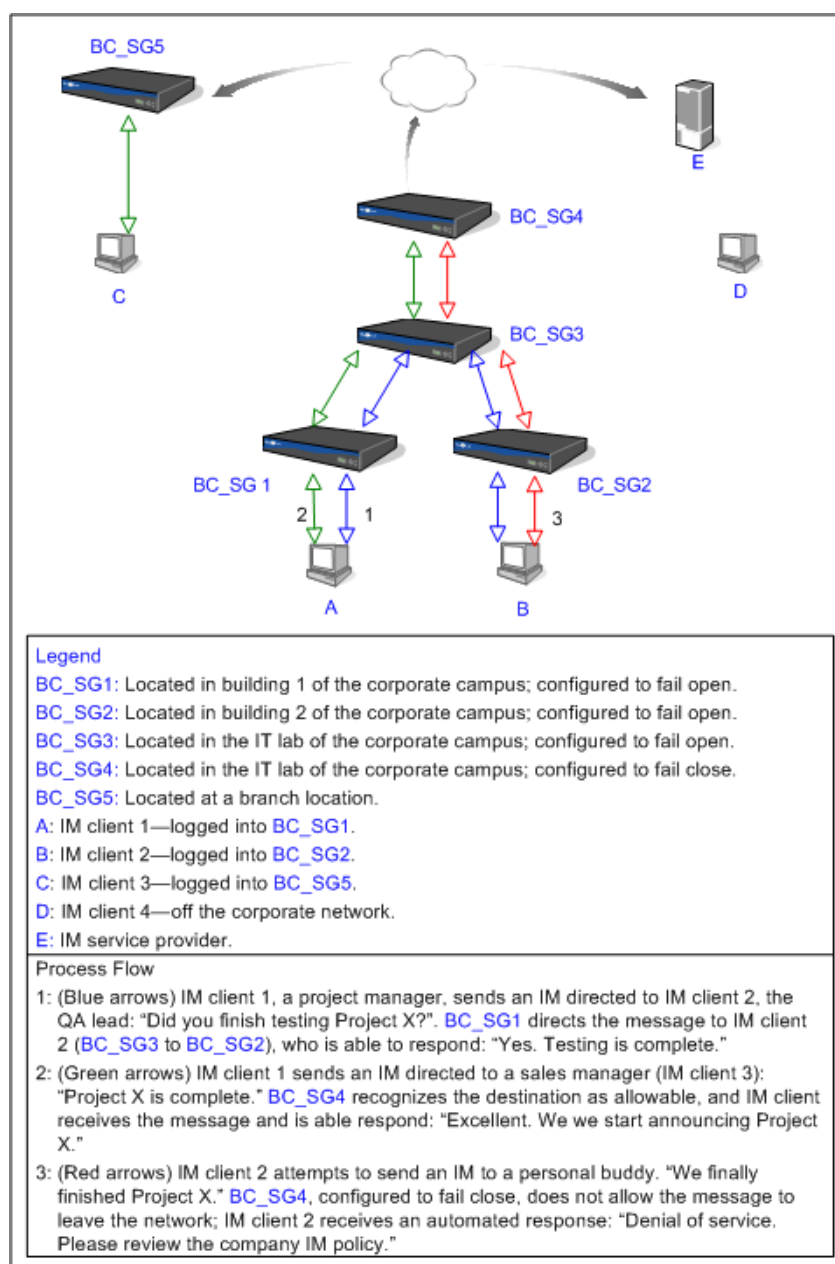 BC_SG5
E
BC_SG4
C
D
BC_SG3
BC_SG 1
BC_SG2
2
1
3
A
B
Legend
BC_SG1: Located in building 1 of the corporate campus; configured to fail open.
BC_SG2: Located in building 2 of the corporate campus; configured to fail open.
BC_SG3: Located in the IT lab of the corporate campus; configured to fail open.
BC_SG4: Located in the IT lab of the corporate campus; configured to fail close.
BC_SG5: Located at a branch location.
A: IM client 1—logged into BC_SG1.
B: IM client 2—logged into BC_SG2.
C: IM client 3—logged into BC_SG5.
D: IM client 4—off the corporate network.
E: IM service provider.
Process Flow
1: (Blue arrows) IM client 1, a project manager, sends an IM directed to IM client 2, the
QA lead: “Did you finish testing Project X?”. BC_SG1 directs the message to IM client
2 (BC_SG3 to BC_SG2), who is able to respond: “Yes. Testing is complete.”
2: (Green arrows) IM client 1 sends an IM directed to a sales manager (IM client 3):
“Project X is complete.” BC_SG4 recognizes the destination as allowable, and IM client
receives the message and is able respond: “Excellent. We we start announcing Project
X.”
3: (Red arrows) IM client 2 attempts to send an IM to a personal buddy. “We finally
finished Project X.” BC_SG4, configured to fail close, does not allow the message to
leave the network; IM client 2 receives an automated response: “Denial of service.
Please review the company IM policy.”